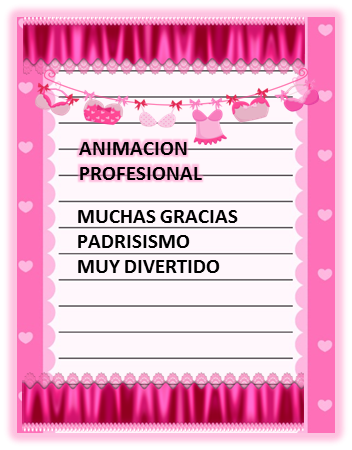 ANIMACION
PROFESIONAL
MUCHAS GRACIAS
PADRISISMO
MUY DIVERTIDO